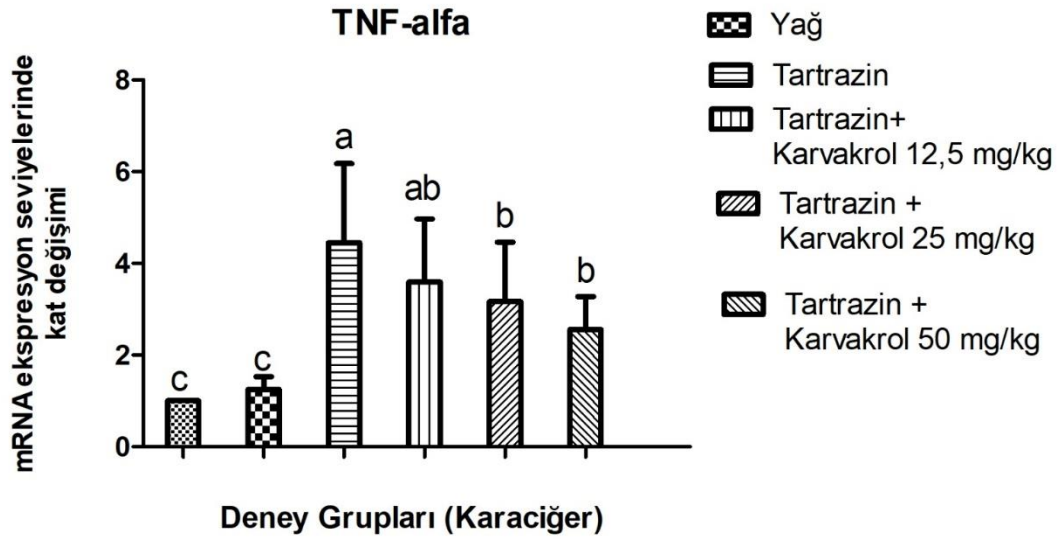 TNF-alfa
mRNA ekspresyon seviyelerinde
kat değişimi
8
6
4
2
0
c
c
a
ab
b
b
Deney Grupları (Karaciğer)
Yağ
Tartrazin
Tartrazin+
Karvakrol 12,5 mg/kg
Tartrazin +
Karvakrol 25 mg/kg
Tartrazin +
Karvakrol 50 mg/kg